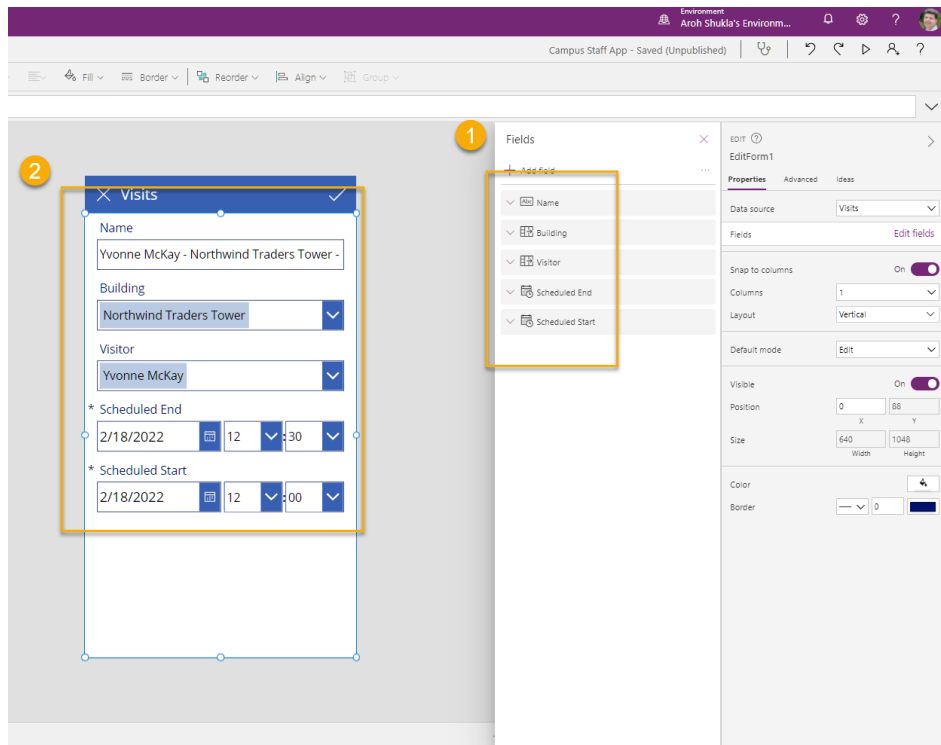 Environment
Aroh Shukla's Environm...
Campus Staff App - Saved (Unpublished)
Fill
Border
Reorder
Align
Group
1
2
Visits
Name
Yvonne McKay - Northwind Traders Tower -
Building
Northwind Traders Tower
Visitor
Yvonne McKay
* Scheduled End
2/18/2022 12 : 30
* Scheduled Start
2/18/2022 12 : 00
Fields
Add field
Abc Name
Building
Visitor
Scheduled End
Scheduled Start
EDIT
EditForm1
Properties Advanced Ideas
Data source Visits
Fields Edit fields
Snap to columns On
Columns 1
Layout Vertical
Default mode Edit
Visible On
Position 0 88
X Y
Size 640 1048
Width Height
Color
Border 0